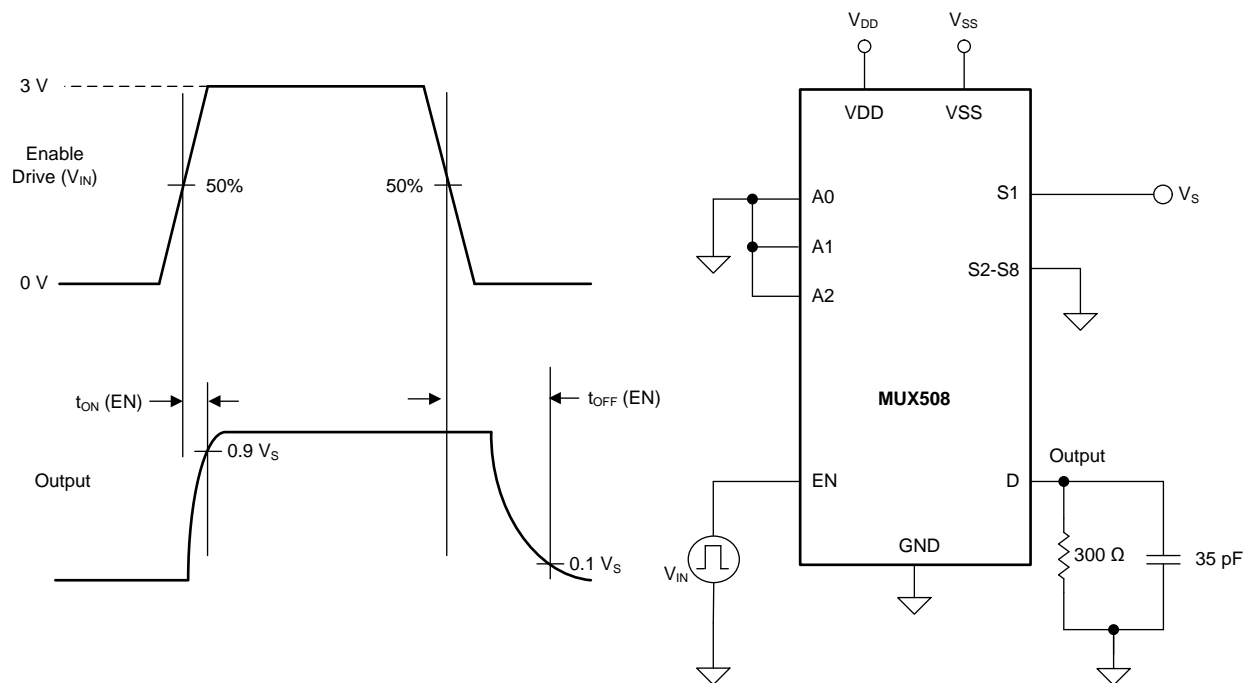 3 V
Enable
Drive (VIN)
50%
50%
0 V
tON (EN)
tOFF (EN)
0.9 VS
Output
0.1 VS
VDD
VSS
VDD
VSS
A0
A1
A2
S1
VS
S2-S8
MUX508
Output
EN
D
GND
VIN
300 Ω
35 pF